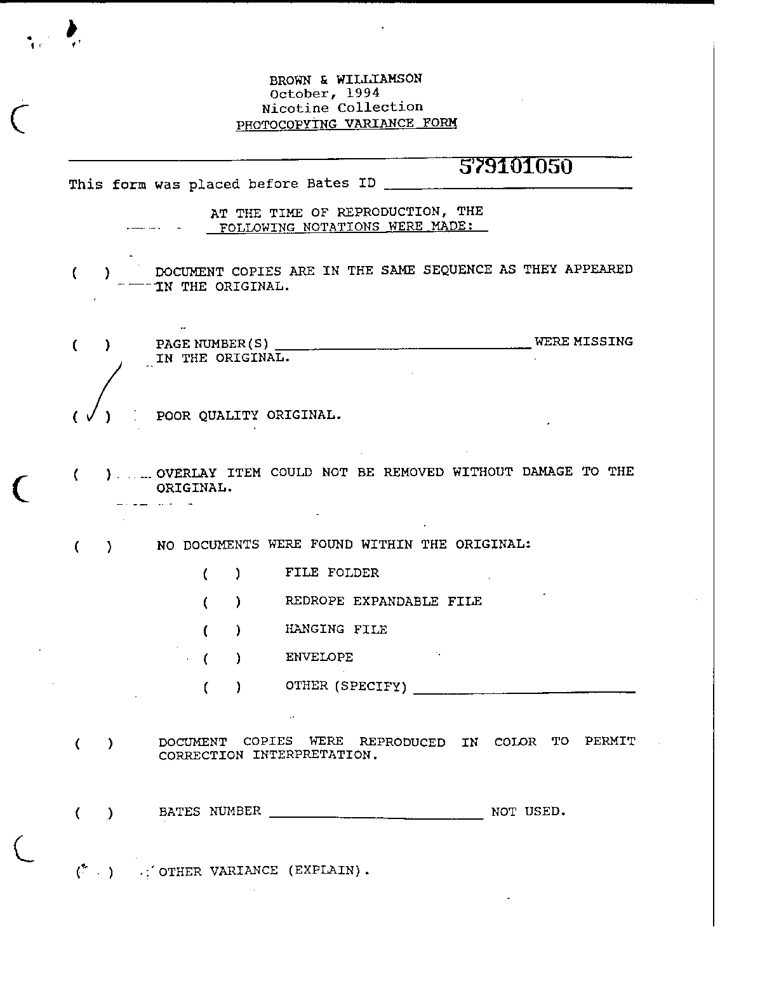 BROWN & WILLIAMSON
October, 1994
Nicotine Collection
PHOTOCOPYING VARIANCE FORM
579101050
This form was placed before Bates ID ____________________
AT THE TIME OF REPRODUCTION, THE
FOLLOWING NOTATIONS WERE MADE:
( ) DOCUMENT COPIES ARE IN THE SAME SEQUENCE AS THEY APPEARED
IN THE ORIGINAL.
( ) PAGE NUMBER(S) ____________________ WERE MISSING
IN THE ORIGINAL.
(✓) POOR QUALITY ORIGINAL.
( ) OVERLAY ITEM COULD NOT BE REMOVED WITHOUT DAMAGE TO THE
ORIGINAL.
( ) NO DOCUMENTS WERE FOUND WITHIN THE ORIGINAL:
( ) FILE FOLDER
( ) REDROPE EXPANDABLE FILE
( ) HANGING FILE
( ) ENVELOPE
( ) OTHER (SPECIFY) ____________________
( ) DOCUMENT COPIES WERE REPRODUCED IN COLOR TO PERMIT
CORRECTION INTERPRETATION.
( ) BATES NUMBER ____________________ NOT USED.
( ) OTHER VARIANCE (EXPLAIN).